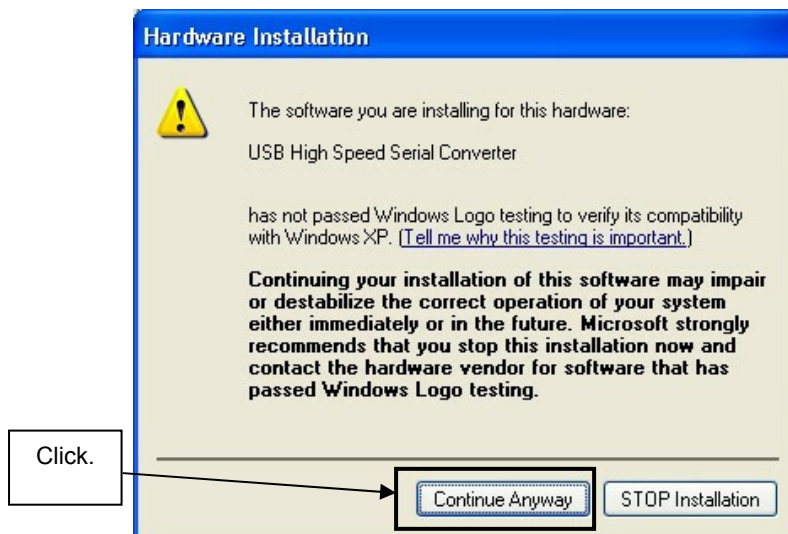 Hardware Installation
The software you are installing for this hardware:
USB High Speed Serial Converter
has not passed Windows Logo testing to verify its compatibility
with Windows XP. (Tell me why this testing is important.)
Continuing your installation of this software may impair
or destabilize the correct operation of your system
either immediately or in the future. Microsoft strongly
recommends that you stop this installation now and
contact the hardware vendor for software that has
passed Windows Logo testing.
Click.
Continue Anyway
STOP Installation